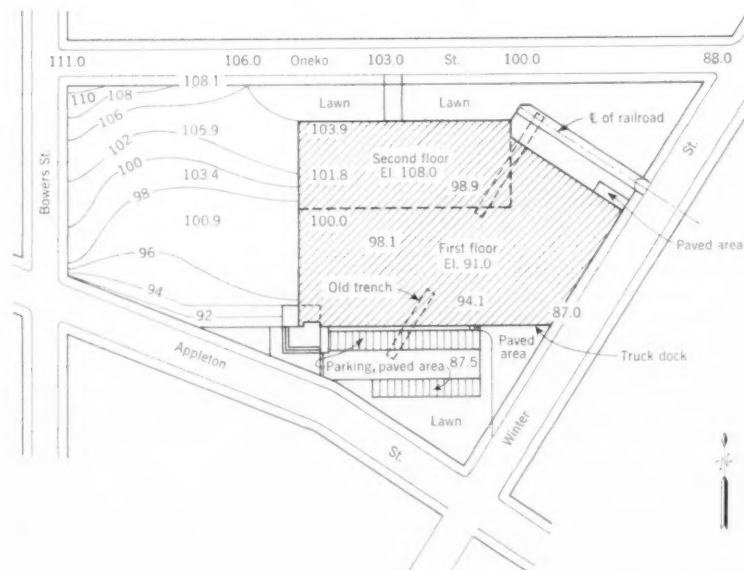 111.0 106.0 Oneko 103.0 St. 100.0 88.0
108.1
110 108
106
Lawn Lawn
℄ of railroad
103.9
102 105.9
Second floor
El. 108.0
St.
101.8
98.9
100 103.4
98
Bowers St.
100.9
100.0
Paved area
98.1
First floor
El. 91.0
96
Old trench
94
94.1
87.0
92
Paved
area
Truck dock
Appleton
St.
Parking, paved area
87.5
Lawn
Winter
N